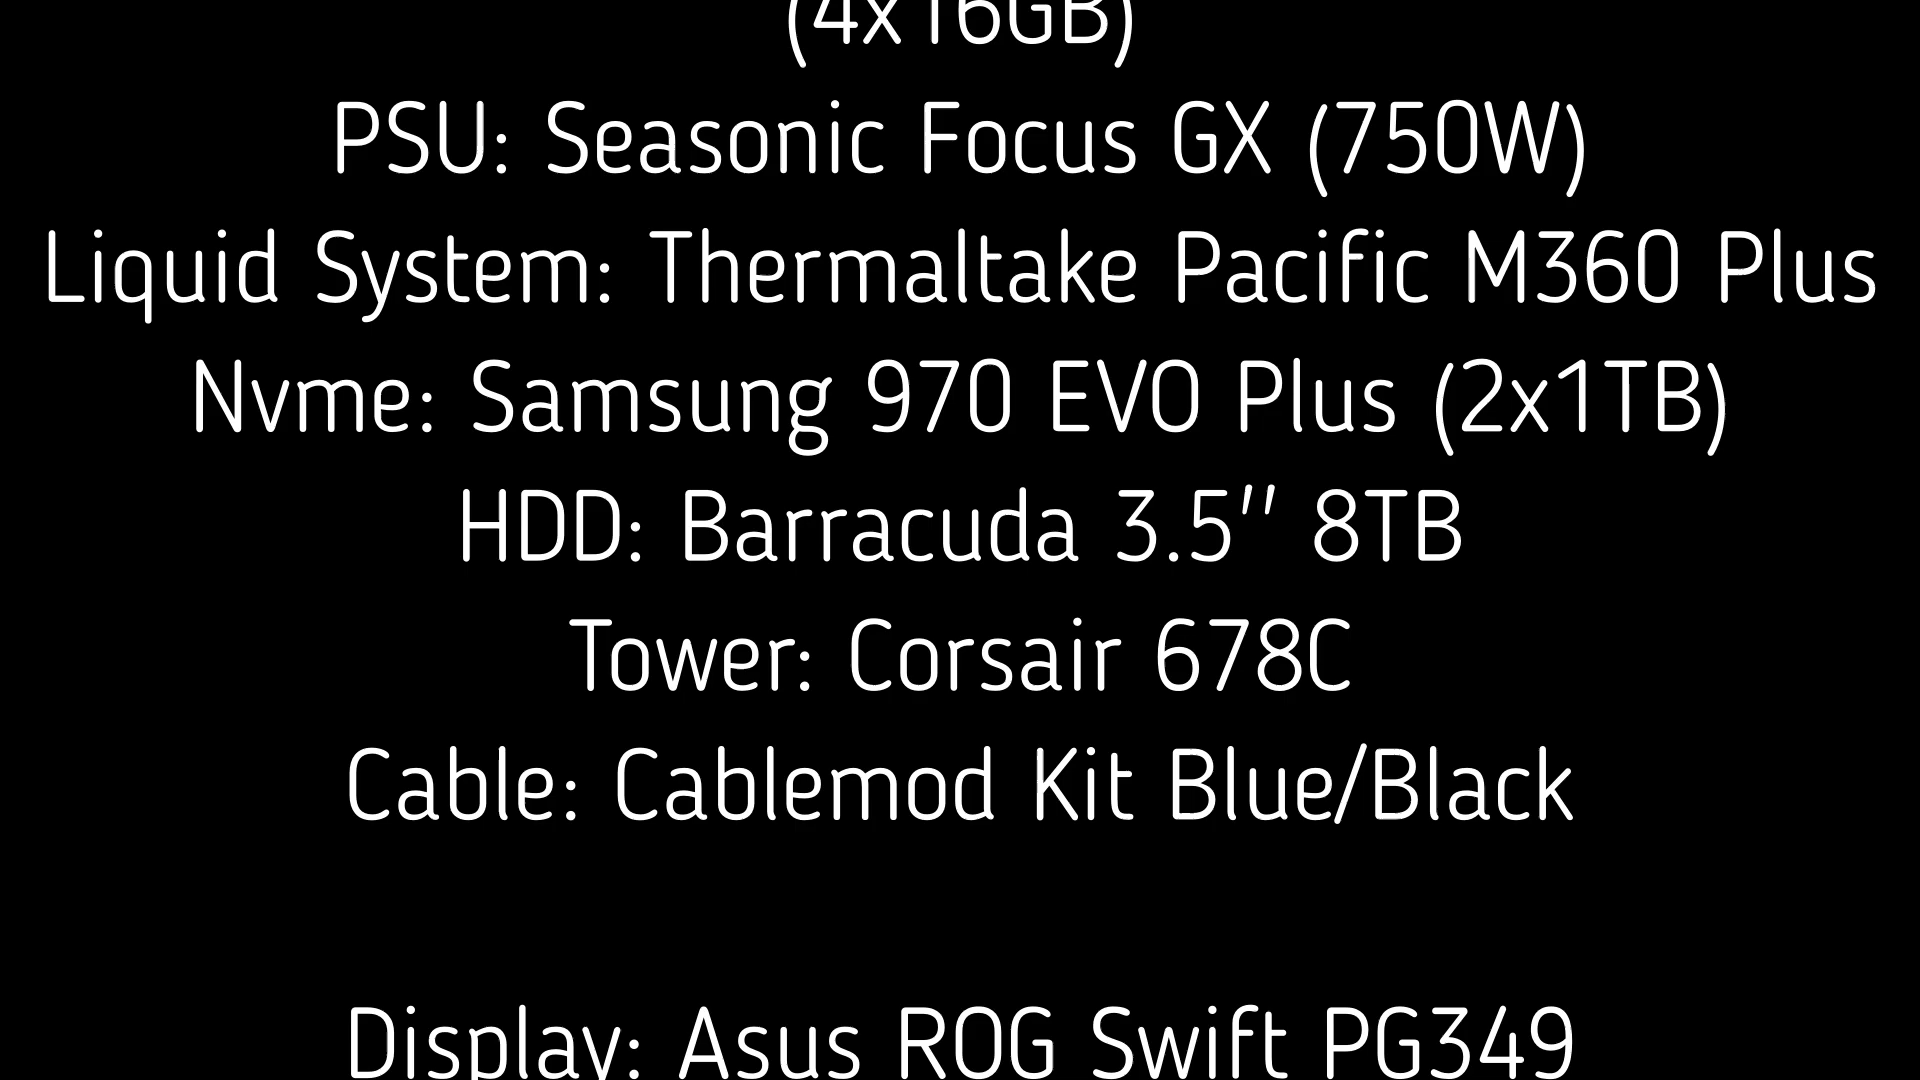 (4x16GB)
PSU: Seasonic Focus GX (750W)
Liquid System: Thermaltake Pacific M360 Plus
Nvme: Samsung 970 EVO Plus (2x1TB)
HDD: Barracuda 3.5" 8TB
Tower: Corsair 678C
Cable: Cablemod Kit Blue/Black
Display: Asus ROG Swift PG349